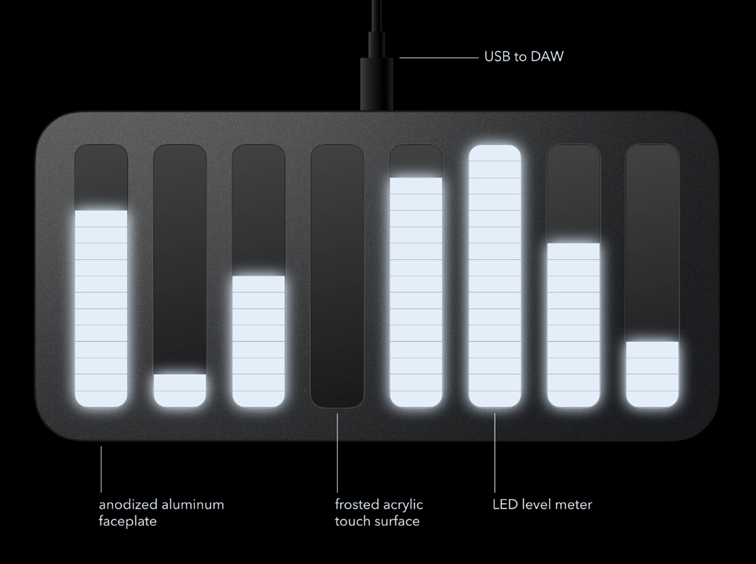 USB to DAW
anodized aluminum
faceplate
frosted acrylic
touch surface
LED level meter